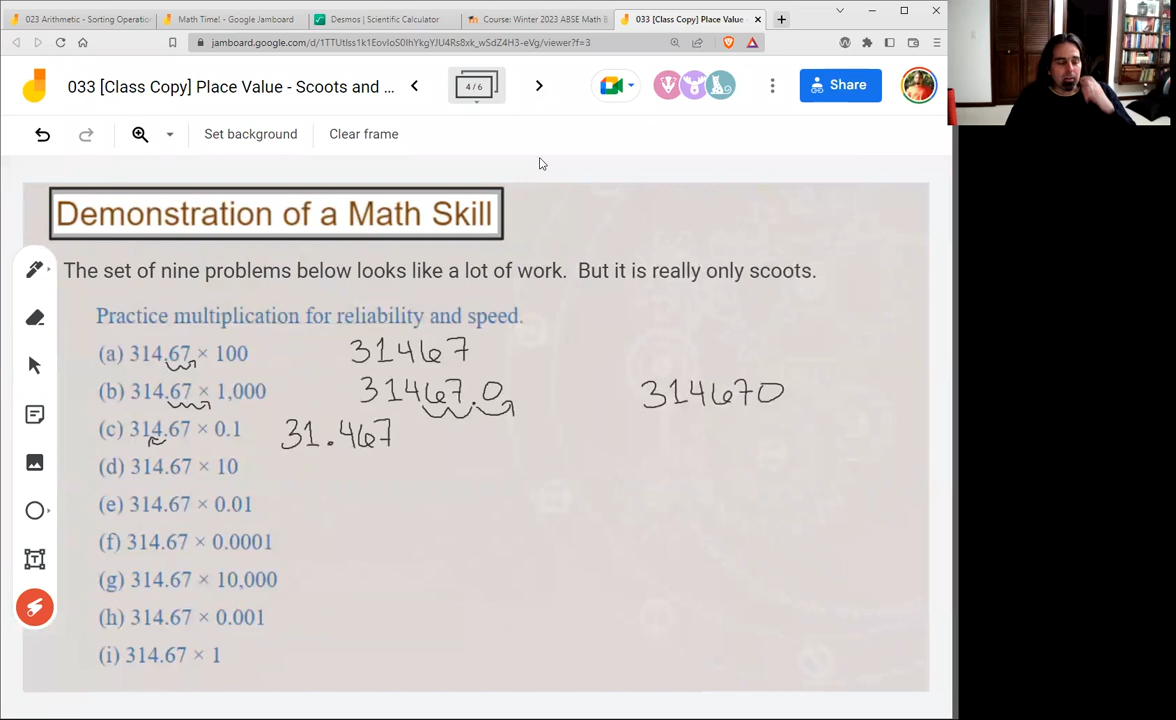 023 Arithmetic - Sorting Operatio
Math Time! - Google Jamboard
Desmos | Scientific Calculator
Course: Winter 2023 ABSE Math B
033 [Class Copy] Place Value -
jamboard.google.com/d/1TTUtIss1k1EovIoS0IhYkgYJU4Rs8xk_wSdZ4H3-eVg/viewer?f=3
033 [Class Copy] Place Value - Scoots and ...
4 / 6
Share
Set background
Clear frame
Demonstration of a Math Skill
The set of nine problems below looks like a lot of work. But it is really only scoots.
Practice multiplication for reliability and speed.
(a) 314.67 × 100 31467
(b) 314.67 × 1,000 31467.0 314670
(c) 314.67 × 0.1 31.467
(d) 314.67 × 10
(e) 314.67 × 0.01
(f) 314.67 × 0.0001
(g) 314.67 × 10,000
(h) 314.67 × 0.001
(i) 314.67 × 1